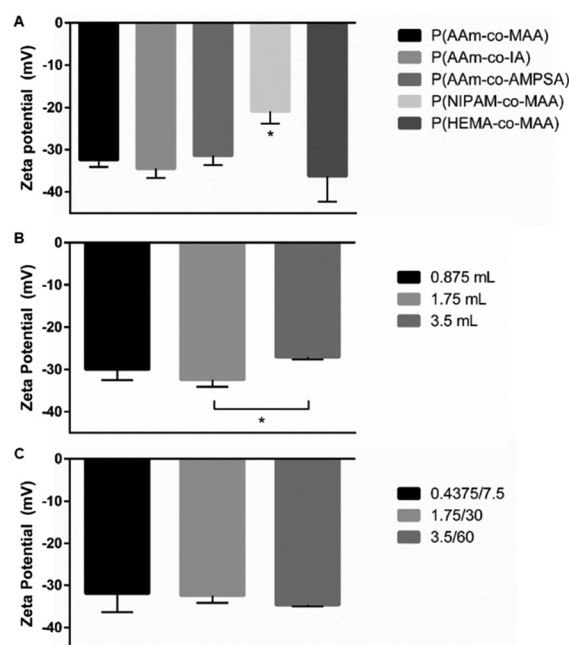 A
Zeta potential (mV)
0
-10
-20
-30
-40
*
P(AAm-co-MAA)
P(AAm-co-IA)
P(AAm-co-AMPSA)
P(NIPAM-co-MAA)
P(HEMA-co-MAA)
B
Zeta Potential (mV)
0
-10
-20
-30
-40
*
0.875 mL
1.75 mL
3.5 mL
C
Zeta Potential (mV)
0
-10
-20
-30
-40
0.4375/7.5
1.75/30
3.5/60